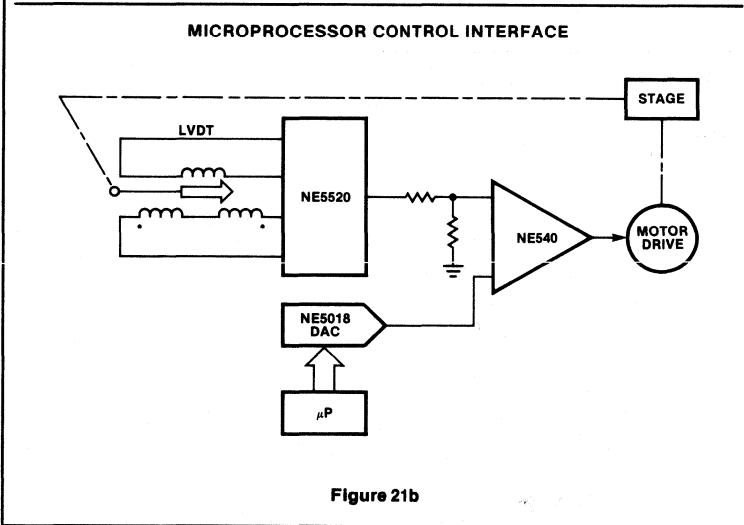 MICROPROCESSOR CONTROL INTERFACE
STAGE
LVDT
NE5520
NE540
MOTOR
DRIVE
NE5018
DAC
μP
Figure 21b